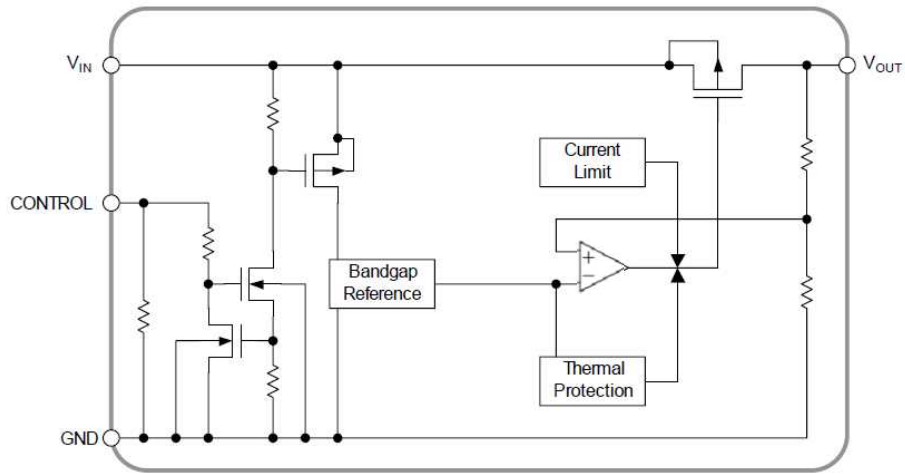 V_IN
V_OUT
Current
Limit
CONTROL
+
−
Bandgap
Reference
Thermal
Protection
GND